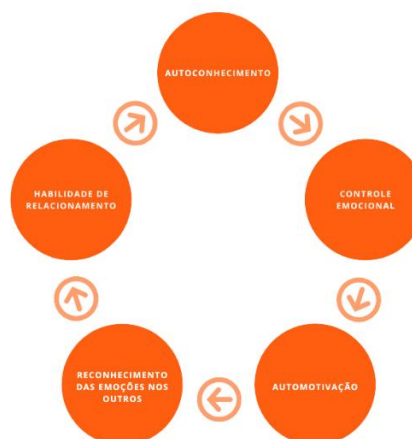 AUTOCONHECIMENTO
CONTROLE
EMOCIONAL
AUTOMOTIVAÇÃO
RECONHECIMENTO
DAS EMOÇÕES NOS
OUTROS
HABILIDADE DE
RELACIONAMENTO